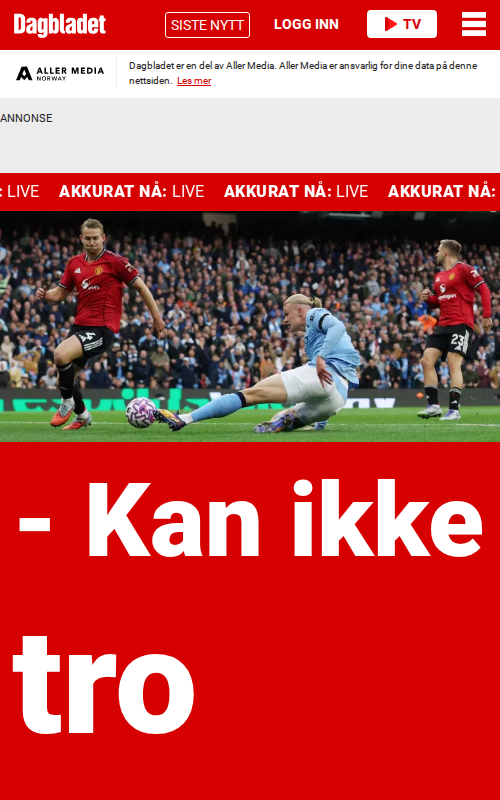 Dagbladet
SISTE NYTT
LOGG INN
TV
ALLER MEDIA
NORWAY
Dagbladet er en del av Aller Media. Aller Media er ansvarlig for dine data på denne
nettsiden. Les mer
ANNONSE
: LIVE AKKURAT NÅ: LIVE AKKURAT NÅ: LIVE AKKURAT NÅ:
4
23
- Kan ikke
tro